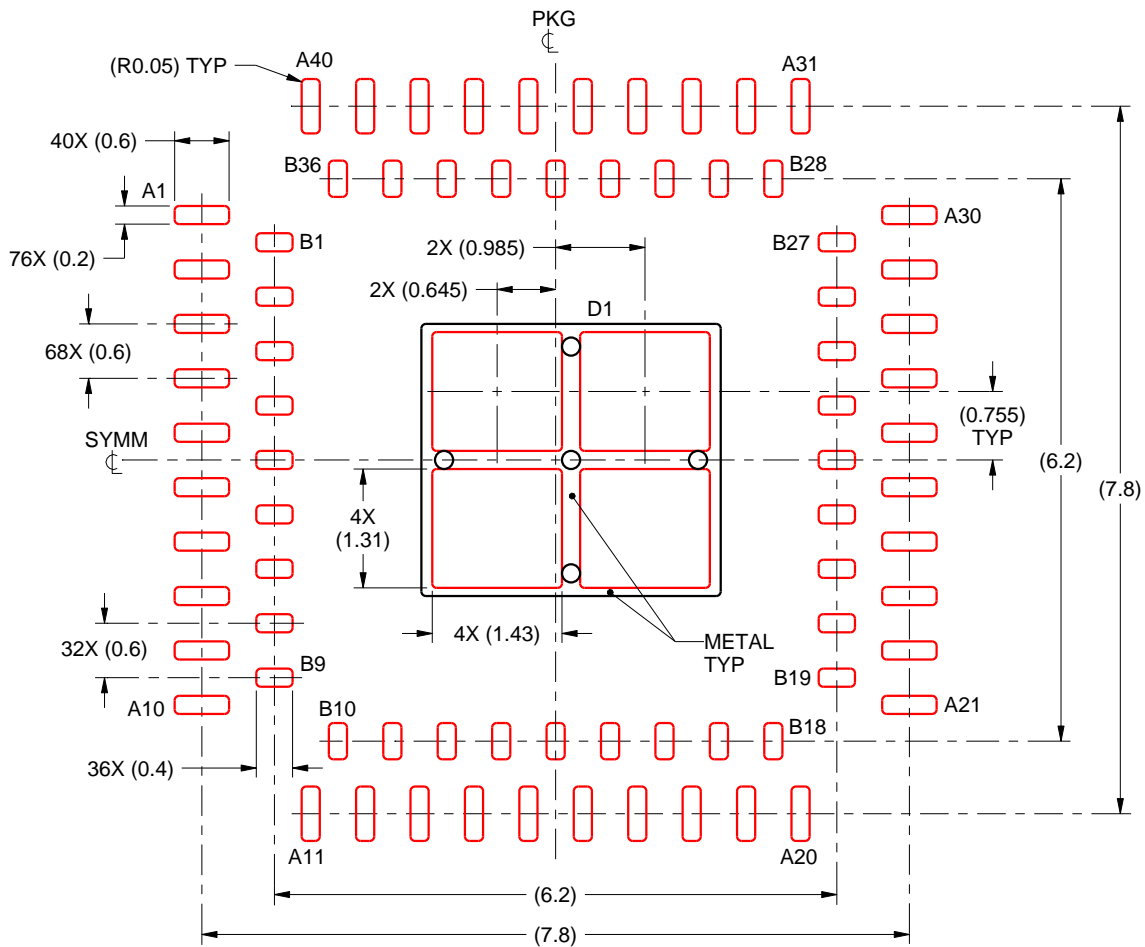 PKG
℄
(R0.05) TYP
A40
A31
40X (0.6)
B36
B28
A1
A30
76X (0.2)
B1
B27
2X (0.985)
2X (0.645)
D1
68X (0.6)
(0.755)
TYP
SYMM
℄
(6.2)
(7.8)
4X
(1.31)
4X (1.43)
METAL
TYP
32X (0.6)
B9
B19
A10
A21
B10
B18
36X (0.4)
A11
A20
(6.2)
(7.8)